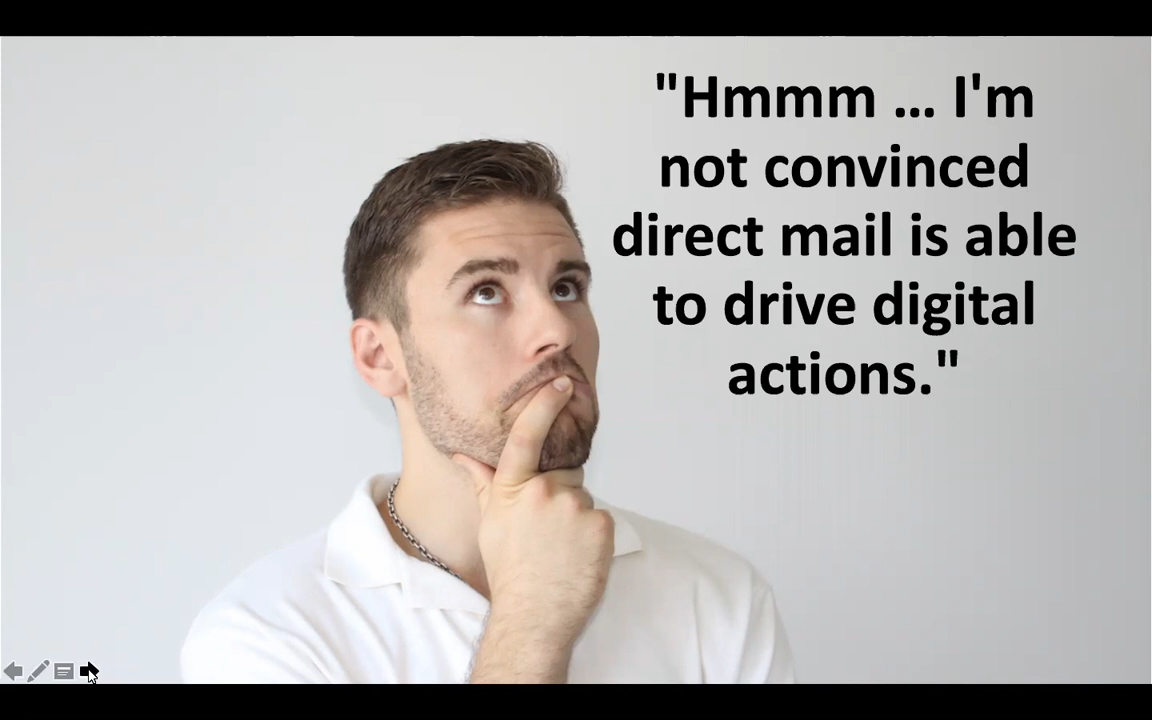 "Hmmm ... I'm
not convinced
direct mail is able
to drive digital
actions."